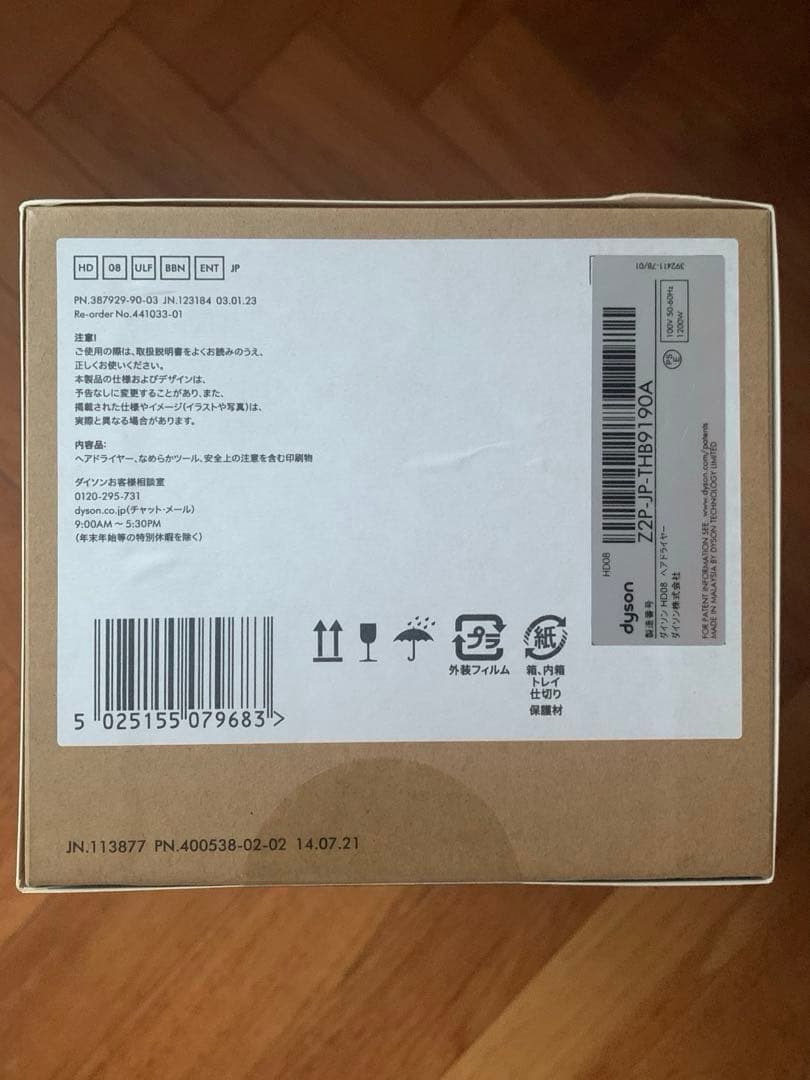 HD 08 ULF BBN ENT JP
PN.387929-90-03 JN.123184 03.01.23
Re-order No.441033-01
注意!
ご使用の際は、取扱説明書をよくお読みのうえ、
正しくお使いください。
本製品の仕様およびデザインは、
予告なしに変更することがあり、また、
掲載された仕様やイメージ(イラストや写真)は、
実際と異なる場合があります。
内容品:
ヘアドライヤー、なめらかツール、安全上の注意を含む印刷物
ダイソンお客様相談室
0120-295-731
dyson.co.jp(チャット・メール)
9:00AM～5:30PM
(年末年始等の特別休暇を除く)
5 025155 079683 >
プラ
外装フィルム
紙
箱、内箱
トレイ
仕切り
保護材
392411-78/01
HD08
100V 50-60Hz
1200W
PS
E
Z2P-JP-THB9190A
dyson
製造番号
ダイソン HD08 ヘアドライヤー
ダイソン株式会社
FOR PATENT INFORMATION SEE. www.dyson.com/patents
MADE IN MALAYSIA BY DYSON TECHNOLOGY LIMITED
JN.113877 PN.400538-02-02 14.07.21